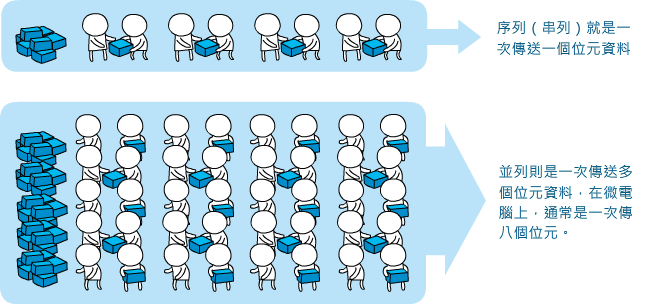 序列（串列）就是一
次傳送一個位元資料
並列則是一次傳送多
個位元資料，在微電
腦上，通常是一次傳
八個位元。